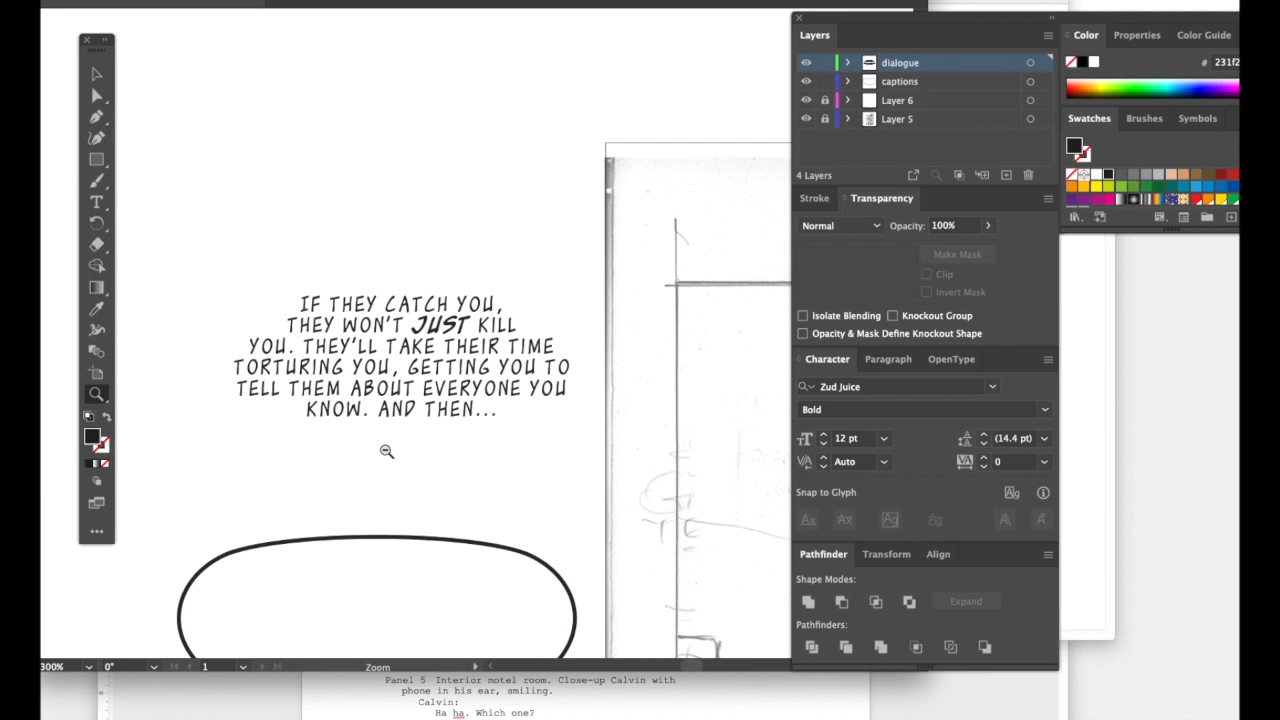 Layers
Color Properties Color Guide
dialogue
# 231f2
captions
Layer 6
Layer 5
Swatches Brushes Symbols
4 Layers
Stroke Transparency
Normal Opacity: 100%
Make Mask
Clip
Invert Mask
Isolate Blending Knockout Group
Opacity & Mask Define Knockout Shape
Character Paragraph OpenType
Zud Juice
Bold
12 pt (14.4 pt)
Auto 0
Snap to Glyph
Pathfinder Transform Align
Shape Modes:
Expand
Pathfinders:
IF THEY CATCH YOU,
THEY WON'T JUST KILL
YOU. THEY'LL TAKE THEIR TIME
TORTURING YOU, GETTING YOU TO
TELL THEM ABOUT EVERYONE YOU
KNOW. AND THEN...
300% 0° 1 Zoom
Panel 5 Interior motel room. Close-up Calvin with
phone in his ear, smiling.
Calvin:
Ha ha. Which one?